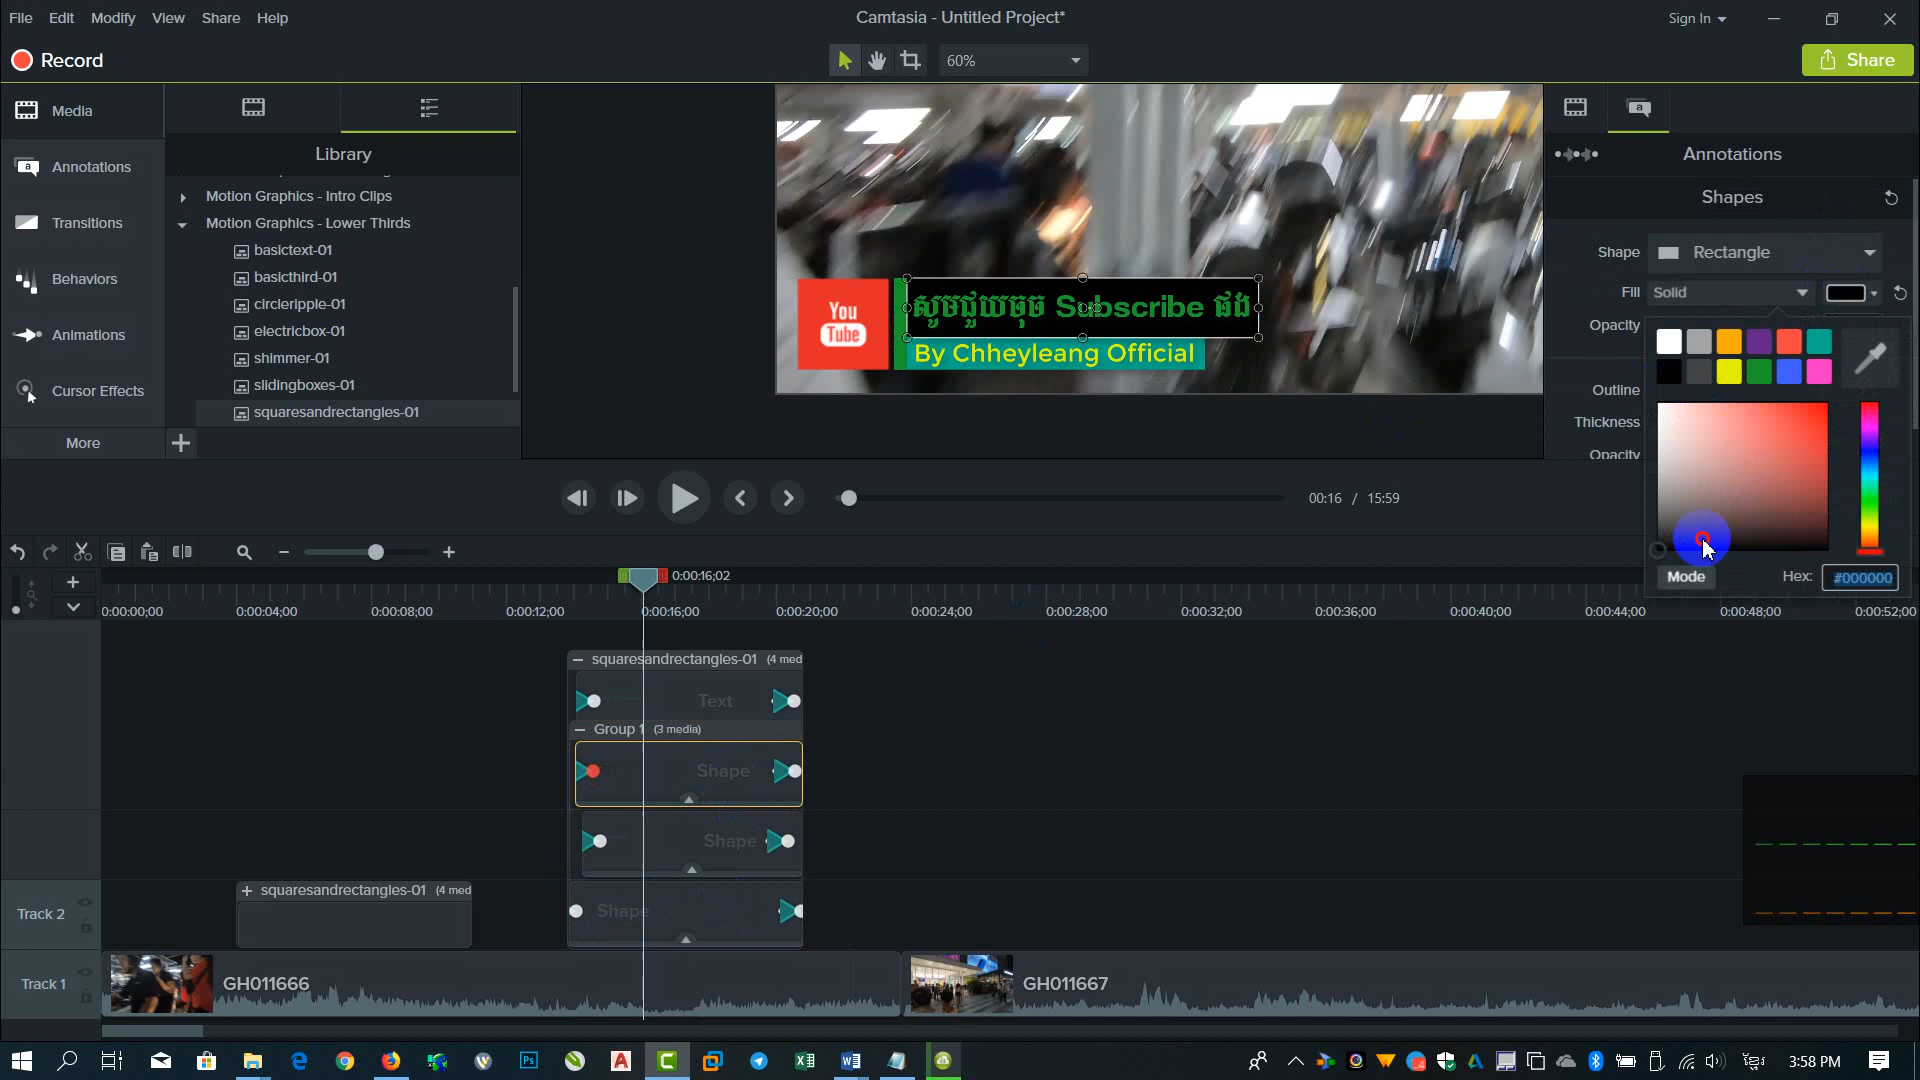 File Edit Modify View Share Help
Camtasia - Untitled Project*
Sign In
Record
60%
Share
Media
Annotations
Transitions
Behaviors
Animations
Cursor Effects
More
Library
Motion Graphics - Intro Clips
Motion Graphics - Lower Thirds
basictext-01
basicthird-01
circleripple-01
electricbox-01
shimmer-01
slidingboxes-01
squaresandrectangles-01
You
Tube
សូមជួយចុច Subscribe ផង
By Chheyleang Official
Annotations
Shapes
Shape Rectangle
Fill Solid
Opacity
Outline
Thickness
Opacity
Mode Hex: #000000
00:16 / 15:59
0:00:16;02
0:00:00;00 0:00:04;00 0:00:08;00 0:00:12;00 0:00:16;00 0:00:20;00 0:00:24;00 0:00:28;00 0:00:32;00 0:00:36;00 0:00:40;00 0:00:44;00 0:00:48;00 0:00:52;00
squaresandrectangles-01 (4 med
Text
Group 1 (3 media)
Shape
Shape
Track 2
squaresandrectangles-01 (4 med
Shape
Track 1
GH011666
GH011667
3:58 PM